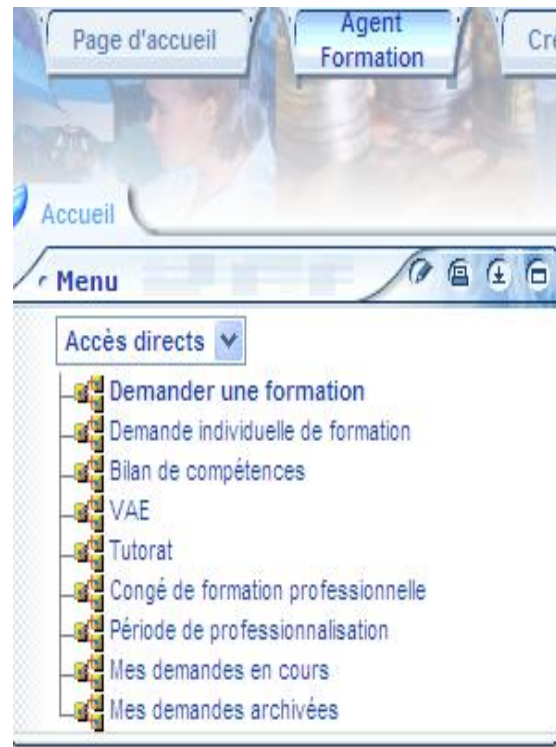 Page d'accueil
Agent
Formation
Cré
Accueil
Menu
Accès directs
Demander une formation
Demande individuelle de formation
Bilan de compétences
VAE
Tutorat
Congé de formation professionnelle
Période de professionnalisation
Mes demandes en cours
Mes demandes archivées